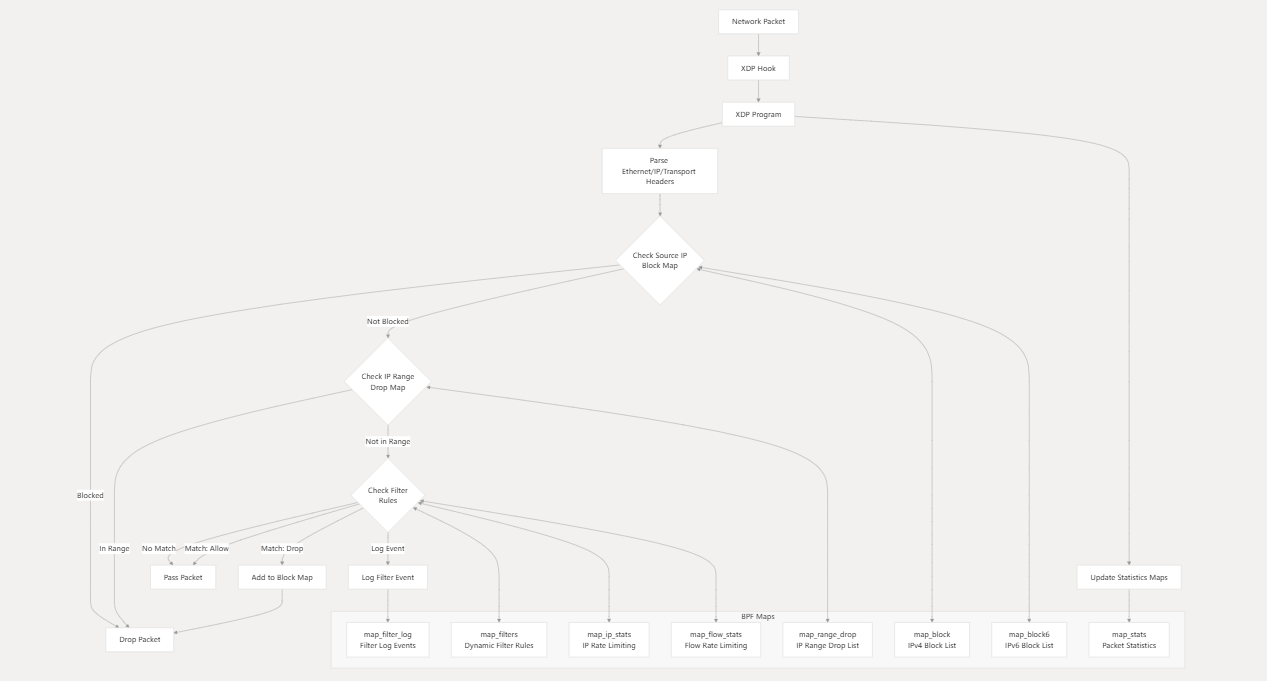 Network Packet
XDP Hook
XDP Program
Parse
Ethernet/IP/Transport
Headers
Check Source IP
Block Map
Not Blocked
Check IP Range
Drop Map
Not in Range
Check Filter
Rules
Blocked
In Range
No Match
Match: Allow
Match: Drop
Log Event
Pass Packet
Add to Block Map
Log Filter Event
Update Statistics Maps
Drop Packet
BPF Maps
map_filter_log
Filter Log Events
map_filters
Dynamic Filter Rules
map_ip_stats
IP Rate Limiting
map_flow_stats
Flow Rate Limiting
map_range_drop
IP Range Drop List
map_block
IPv4 Block List
map_block6
IPv6 Block List
map_stats
Packet Statistics